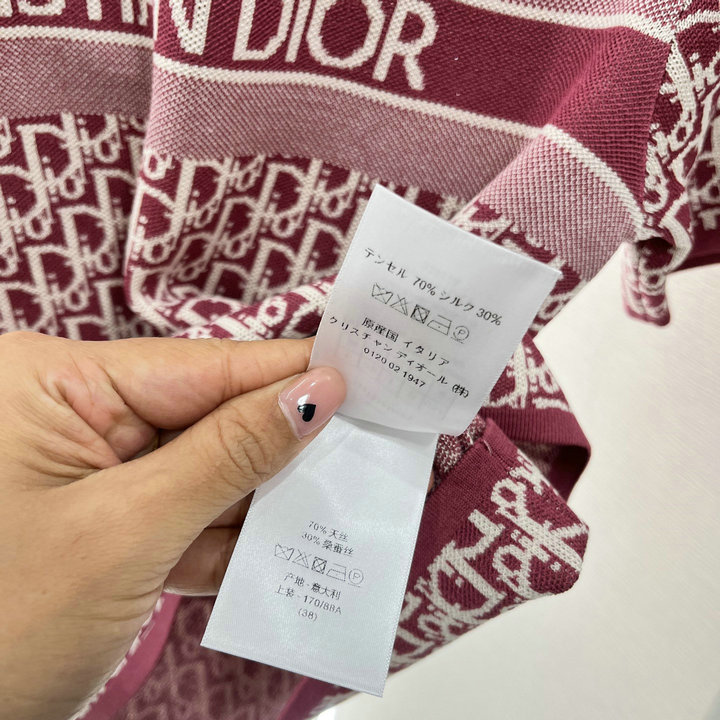 N DIOR
テンセル 70% シルク 30%
原産国 イタリア
クリスチャン ディオール (株)
0120 02 1947
70% 天丝
30% 桑蚕丝
产地 - 意大利
上装 - 170/88A
(38)